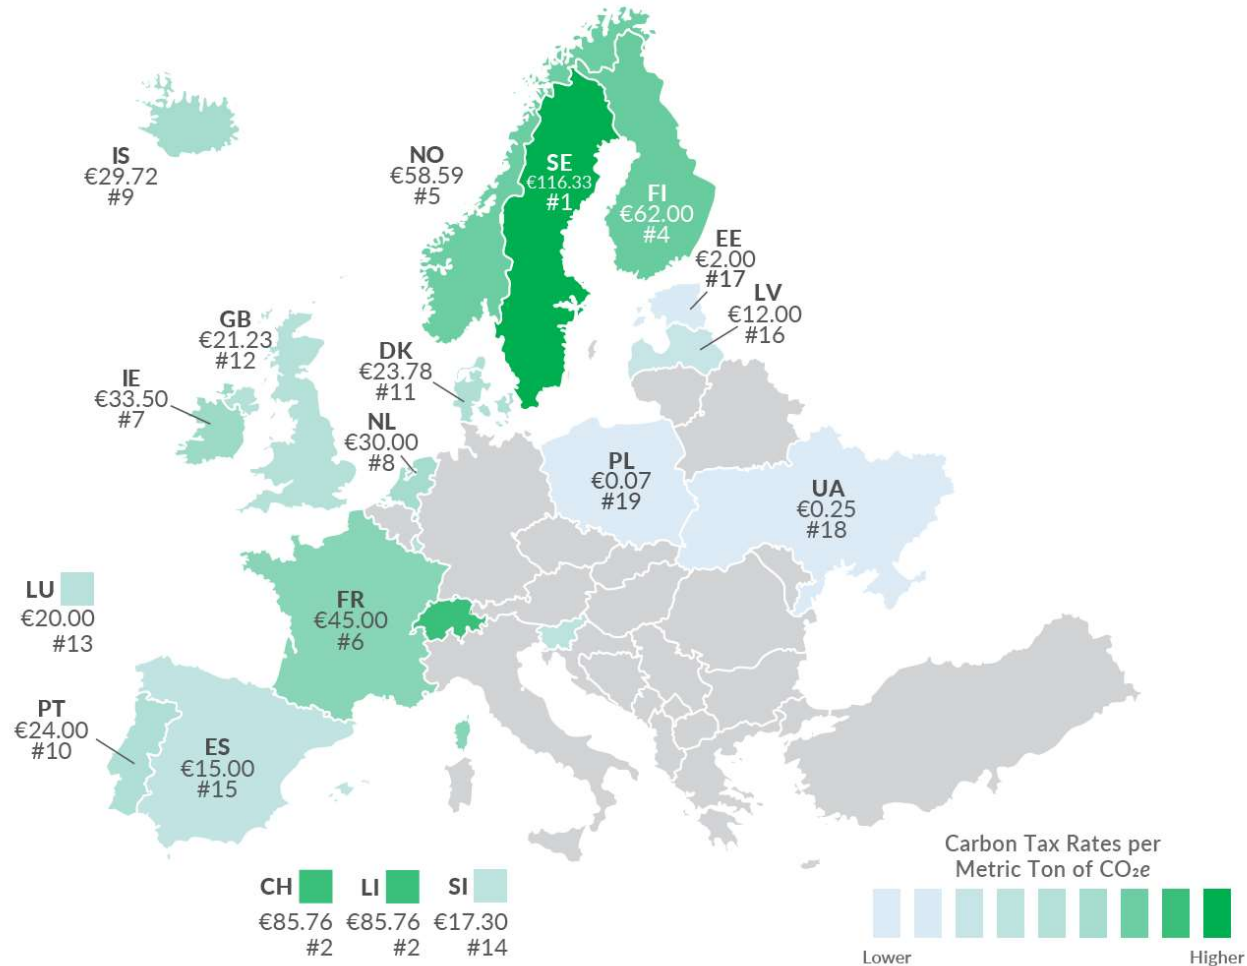 IS
€29.72
#9
NO
€58.59
#5
SE
€116.33
#1
FI
€62.00
#4
EE
€2.00
#17
LV
€12.00
#16
GB
€21.23
#12
DK
€23.78
#11
IE
€33.50
#7
NL
€30.00
#8
PL
€0.07
#19
UA
€0.25
#18
LU
€20.00
#13
FR
€45.00
#6
PT
€24.00
#10
ES
€15.00
#15
CH
€85.76
#2
LI
€85.76
#2
SI
€17.30
#14
Carbon Tax Rates per
Metric Ton of CO₂e
Lower Higher